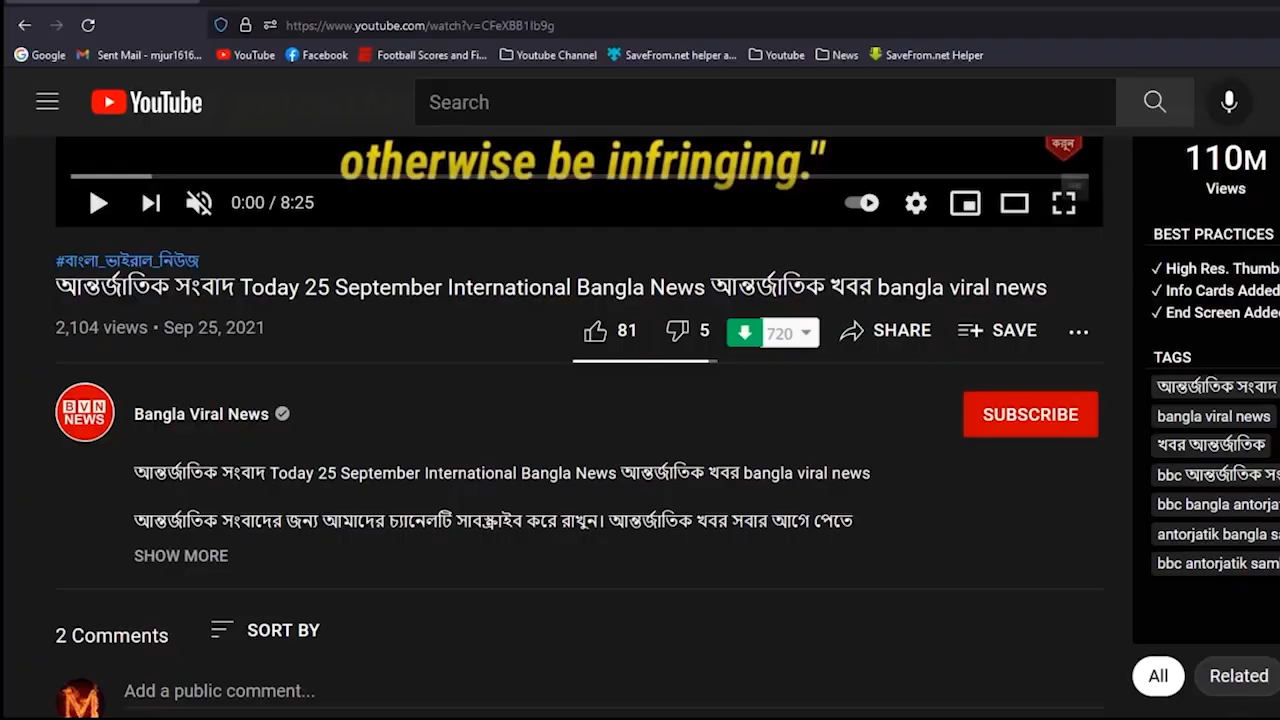 https://www.youtube.com/watch?v=CFeXBB1Ib9g
Google
Sent Mail - mjur1616...
YouTube
Facebook
Football Scores and Fi...
Youtube Channel
SaveFrom.net helper a...
Youtube
News
SaveFrom.net Helper
YouTube
Search
otherwise be infringing."
করুন
0:00 / 8:25
#বাংলা_ভাইরাল_নিউজ
আন্তর্জাতিক সংবাদ Today 25 September International Bangla News আন্তর্জাতিক খবর bangla viral news
2,104 views • Sep 25, 2021
81
5
720
SHARE
SAVE
BVN
NEWS
Bangla Viral News
SUBSCRIBE
আন্তর্জাতিক সংবাদ Today 25 September International Bangla News আন্তর্জাতিক খবর bangla viral news
আন্তর্জাতিক সংবাদের জন্য আমাদের চ্যানেলটি সাবস্ক্রাইব করে রাখুন। আন্তর্জাতিক খবর সবার আগে পেতে
SHOW MORE
2 Comments
SORT BY
M
Add a public comment...
110M
Views
BEST PRACTICES
✓ High Res. Thumb
✓ Info Cards Added
✓ End Screen Adde
TAGS
আন্তর্জাতিক সংবাদ
bangla viral news
খবর আন্তর্জাতিক
bbc আন্তর্জাতিক সং
bbc bangla antorja
antorjatik bangla sa
bbc antorjatik sam
All
Related